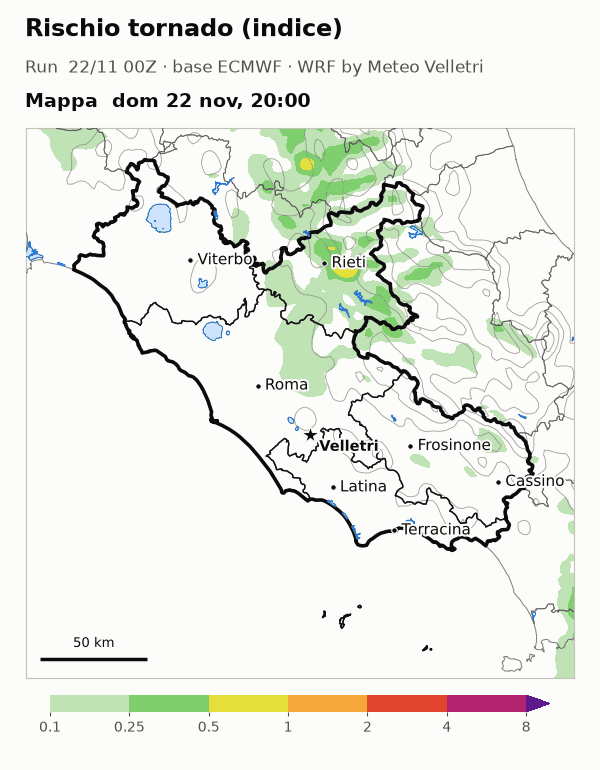 Rischio tornado (indice)
Run 22/11 00Z · base ECMWF · WRF by Meteo Velletri
Mappa dom 22 nov, 20:00
Viterbo
Rieti
Roma
Velletri
Frosinone
Latina
Cassino
Terracina
50 km
0.1 0.25 0.5 1 2 4 8